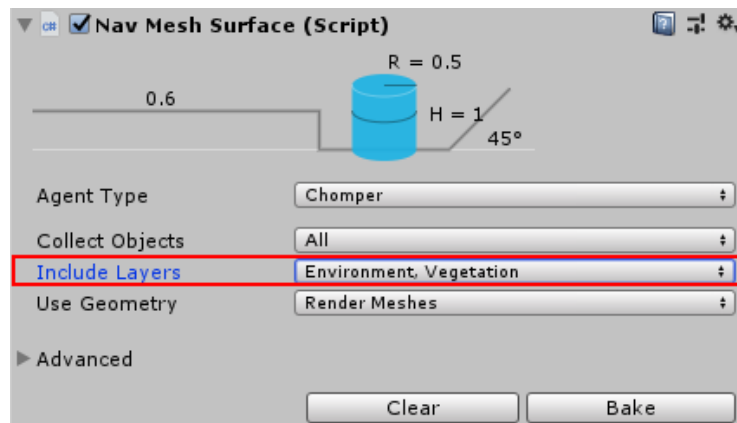 Nav Mesh Surface (Script)
R = 0.5
0.6
H = 1
45°
Agent Type Chomper
Collect Objects All
Include Layers Environment, Vegetation
Use Geometry Render Meshes
Advanced
Clear Bake